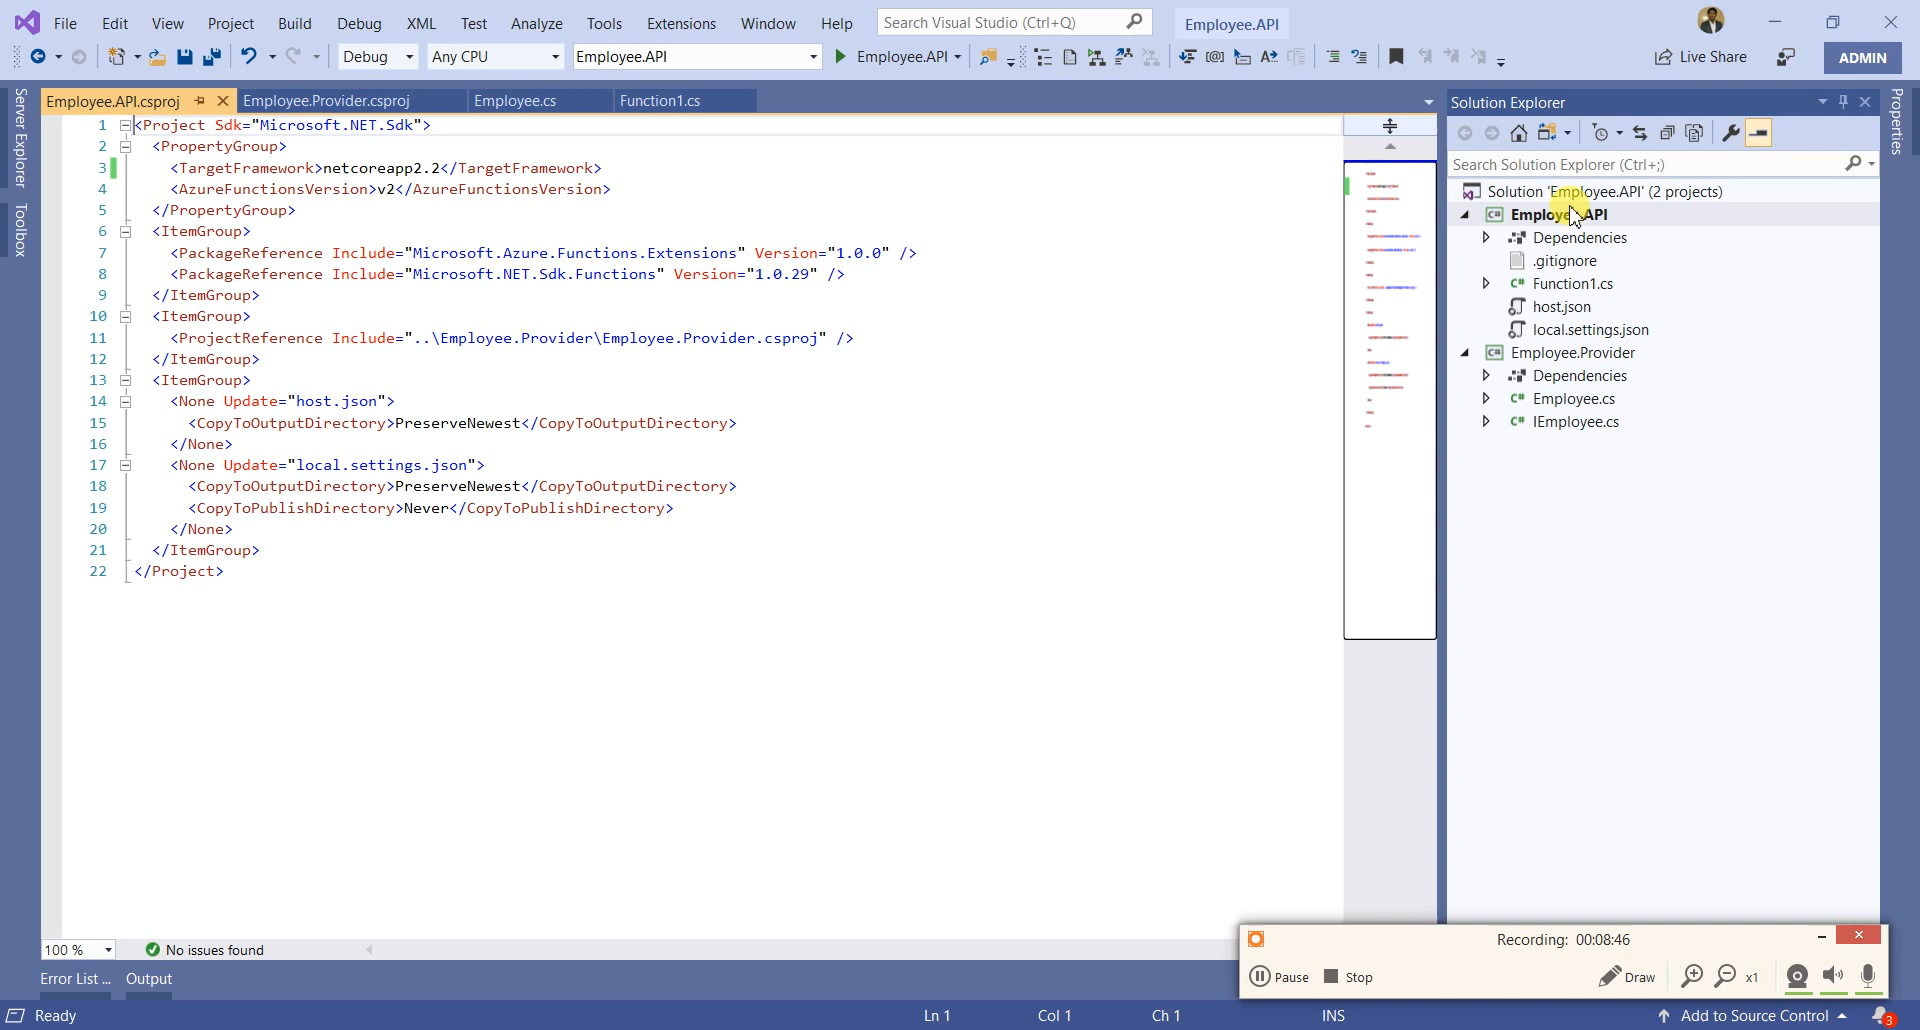 File Edit View Project Build Debug XML Test Analyze Tools Extensions Window Help Search Visual Studio (Ctrl+Q) Employee.API
Debug Any CPU Employee.API Employee.API Live Share ADMIN
Server Explorer
Toolbox
Employee.API.csproj Employee.Provider.csproj Employee.cs Function1.cs
1 <Project Sdk="Microsoft.NET.Sdk">
2 <PropertyGroup>
3 <TargetFramework>netcoreapp2.2</TargetFramework>
4 <AzureFunctionsVersion>v2</AzureFunctionsVersion>
5 </PropertyGroup>
6 <ItemGroup>
7 <PackageReference Include="Microsoft.Azure.Functions.Extensions" Version="1.0.0" />
8 <PackageReference Include="Microsoft.NET.Sdk.Functions" Version="1.0.29" />
9 </ItemGroup>
10 <ItemGroup>
11 <ProjectReference Include="..\Employee.Provider\Employee.Provider.csproj" />
12 </ItemGroup>
13 <ItemGroup>
14 <None Update="host.json">
15 <CopyToOutputDirectory>PreserveNewest</CopyToOutputDirectory>
16 </None>
17 <None Update="local.settings.json">
18 <CopyToOutputDirectory>PreserveNewest</CopyToOutputDirectory>
19 <CopyToPublishDirectory>Never</CopyToPublishDirectory>
20 </None>
21 </ItemGroup>
22 </Project>
Solution Explorer
Search Solution Explorer (Ctrl+;)
Solution 'Employee.API' (2 projects)
Employee.API
Dependencies
.gitignore
C# Function1.cs
host.json
local.settings.json
C# Employee.Provider
Dependencies
C# Employee.cs
C# IEmployee.cs
Properties
100 % No issues found
Error List ... Output
Recording: 00:08:46
Pause Stop Draw x1
Ready Ln 1 Col 1 Ch 1 INS Add to Source Control 3